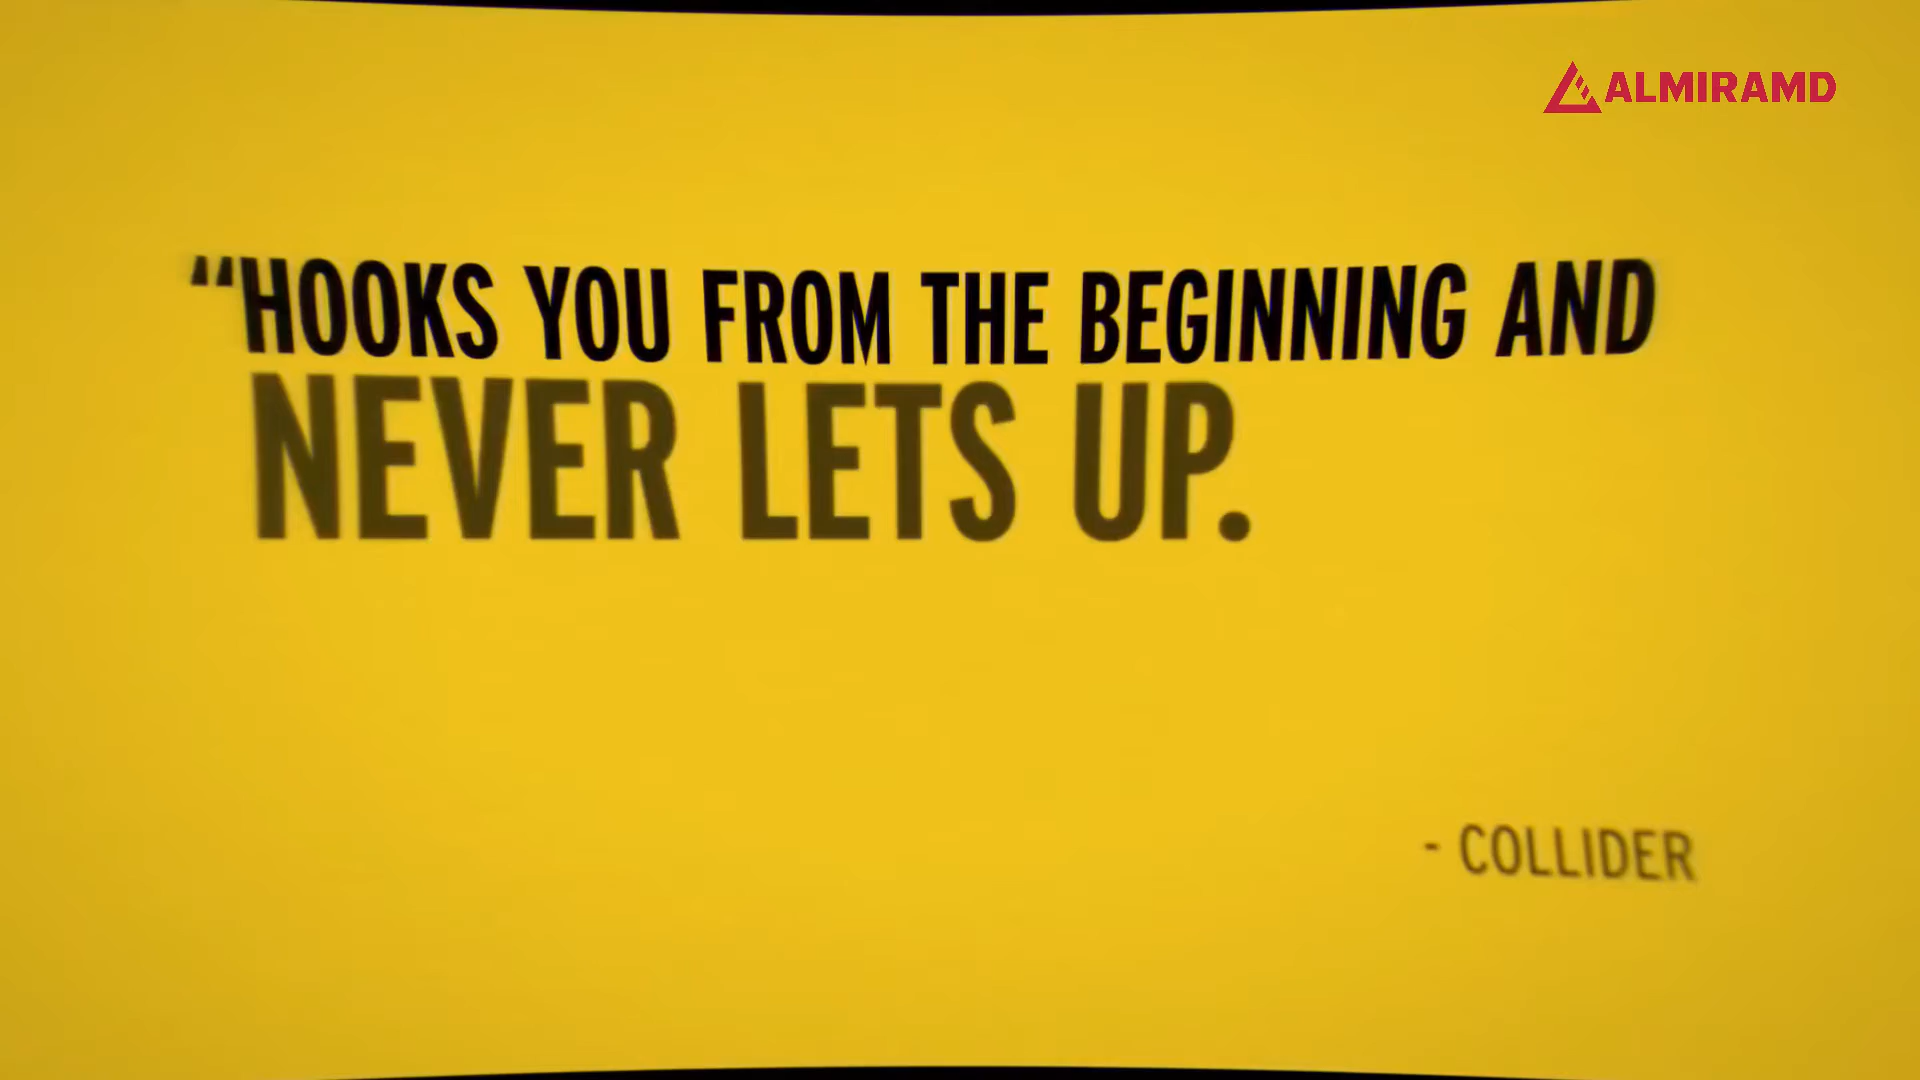 ALMIRAMD
“HOOKS YOU FROM THE BEGINNING AND
NEVER LETS UP.
- COLLIDER